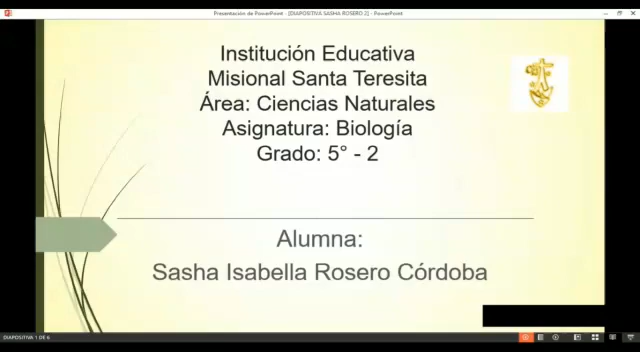 Presentación de PowerPoint - [DIAPOSITIVA SASHA ROSERO 2] - PowerPoint
Institución Educativa
Misional Santa Teresita
Área: Ciencias Naturales
Asignatura: Biología
Grado: 5° - 2
Alumna:
Sasha Isabella Rosero Córdoba
DIAPOSITIVA 1 DE 6